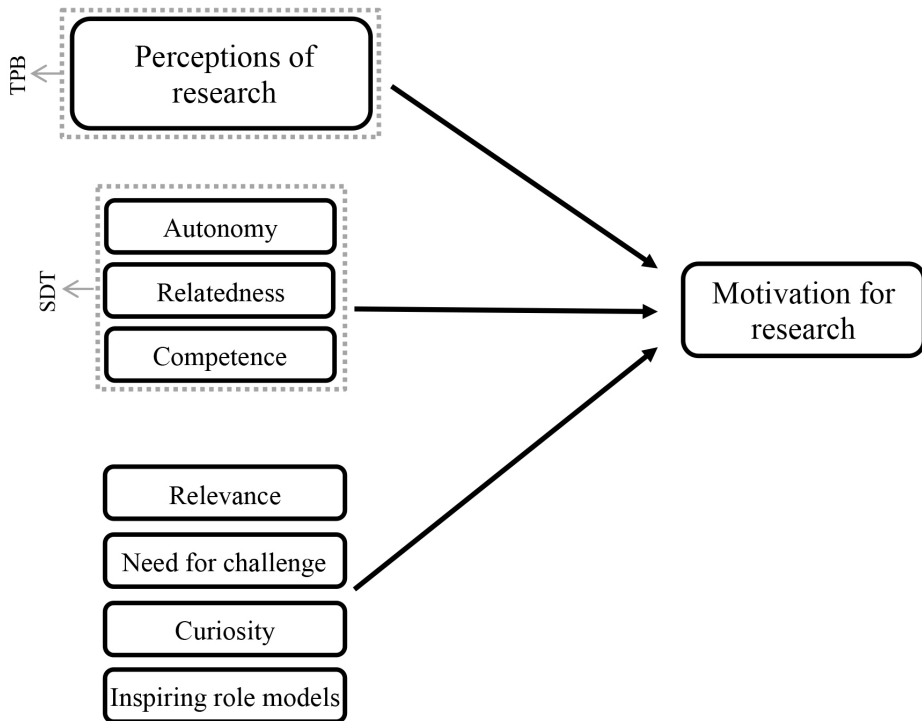 TPB
Perceptions of
research
SDT
Autonomy
Relatedness
Competence
Motivation for
research
Relevance
Need for challenge
Curiosity
Inspiring role models